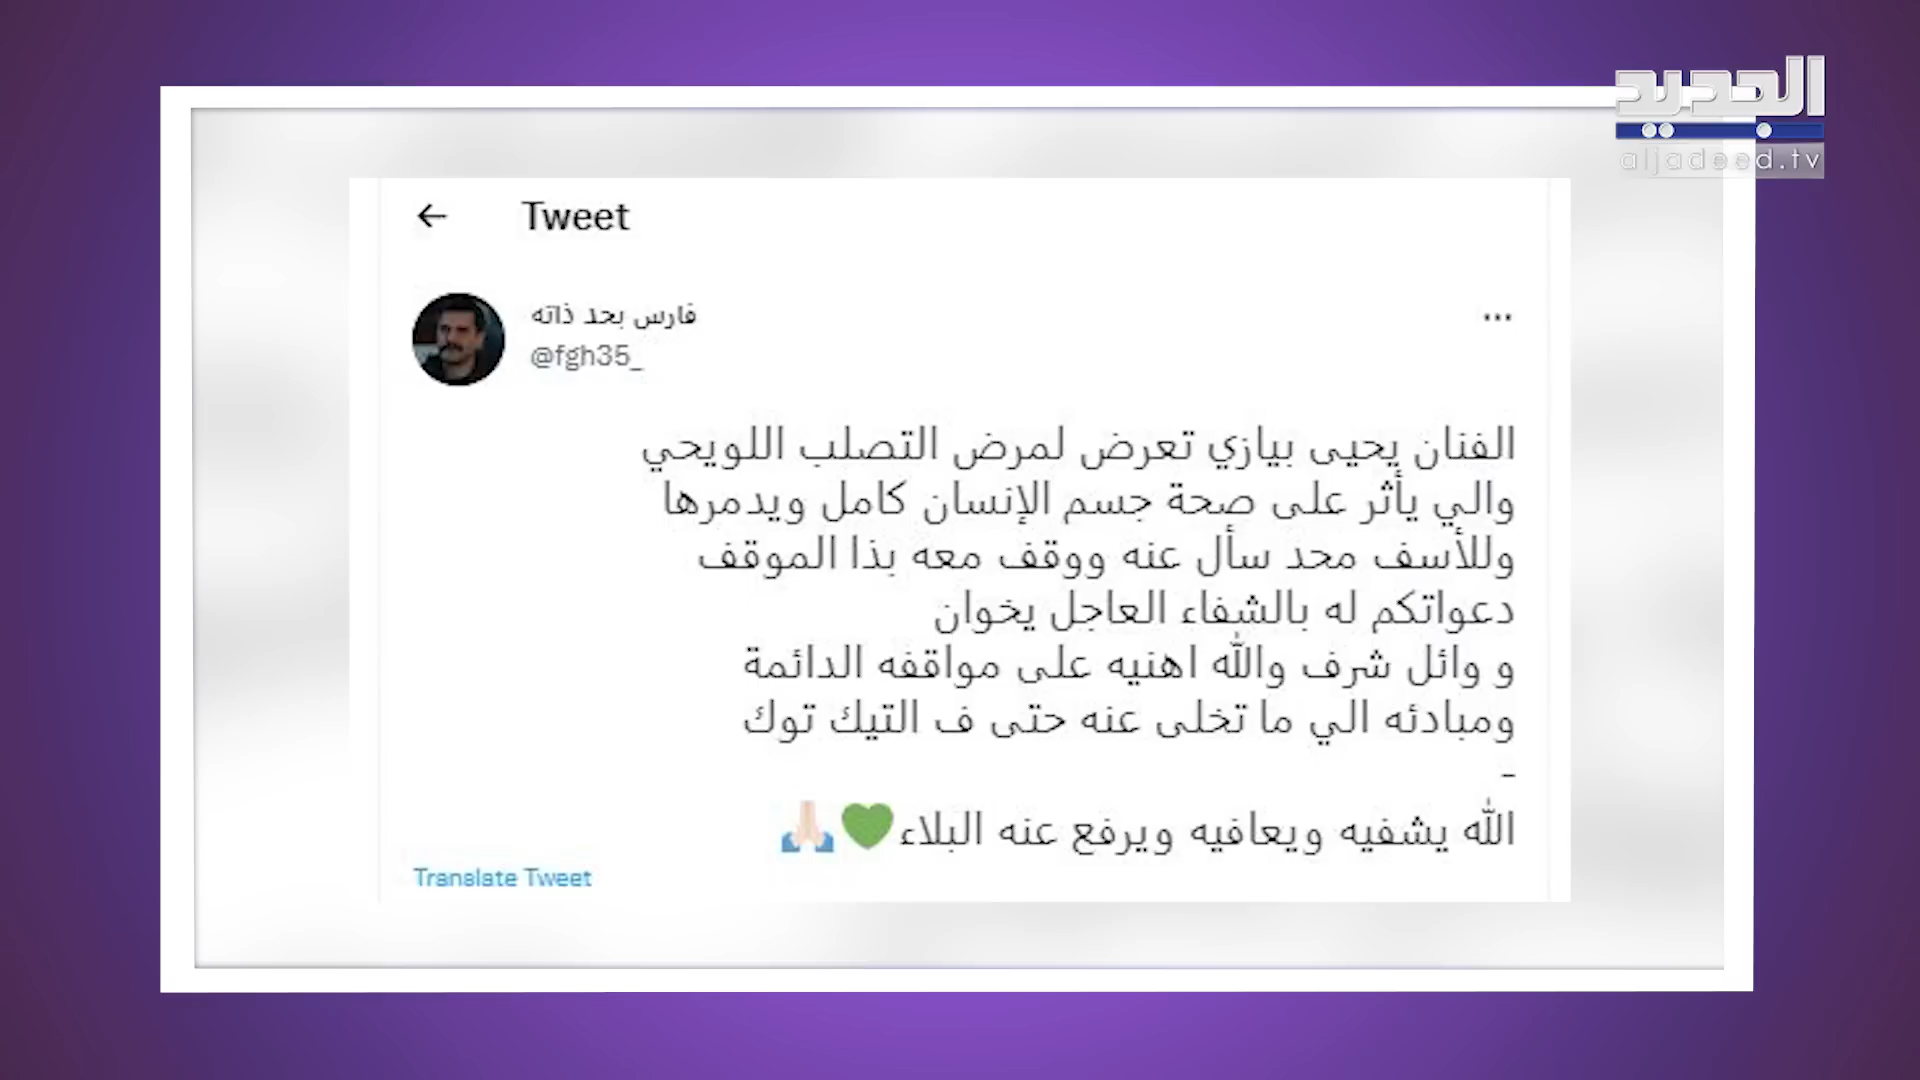 الجديد
aljadeed.tv
Tweet
فارس بحد ذاته
@fgh35_
الفنان يحيى بيازي تعرض لمرض التصلب اللويحي
والي يأثر على صحة جسم الإنسان كامل ويدمرها
وللأسف محد سأل عنه ووقف معه بذا الموقف
دعواتكم له بالشفاء العاجل يخوان
و وائل شرف والله اهنيه على مواقفه الدائمة
ومبادئه الي ما تخلى عنه حتى ف التيك توك
-
الله يشفيه ويعافيه ويرفع عنه البلاء💚🙏🏻
Translate Tweet